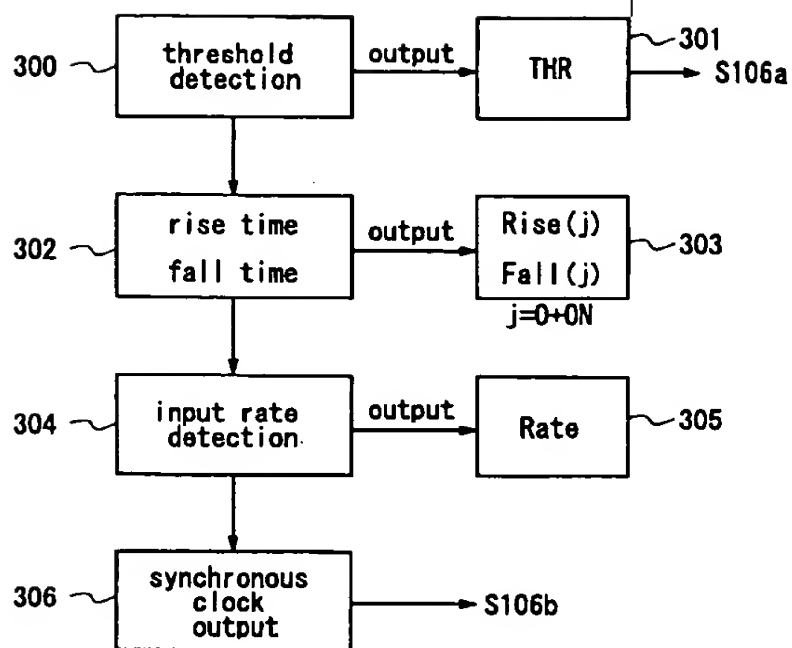 300
threshold
detection
output
THR
301
S106a
302
rise time
fall time
output
Rise(j)
Fall(j)
303
j=0+0N
304
input rate
detection
output
Rate
305
306
synchronous
clock
output
S106b